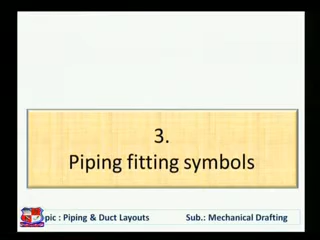 3.
Piping fitting symbols
pic : Piping & Duct Layouts Sub.: Mechanical Drafting